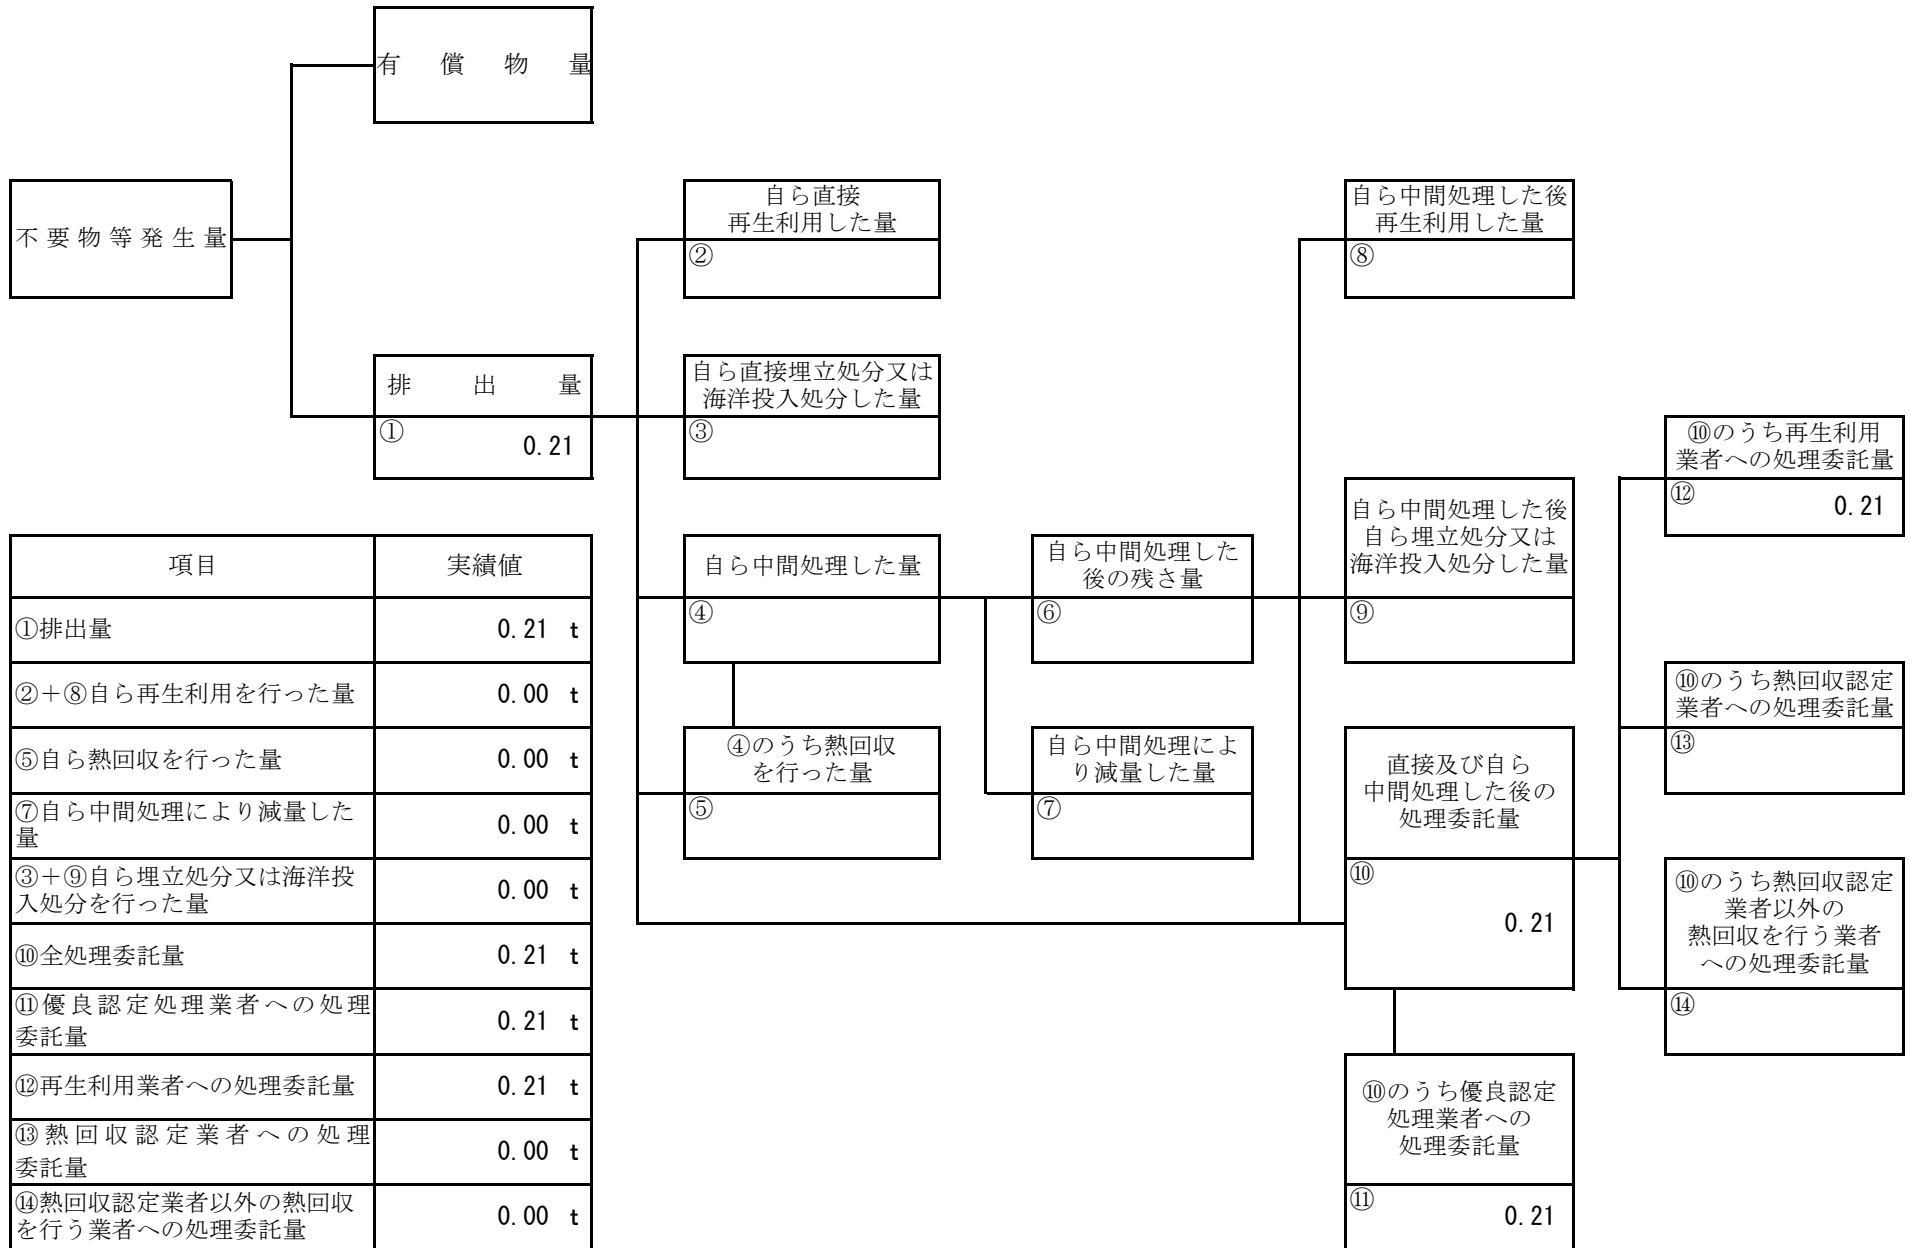 有償物量
不要物等発生量
排出量
①
0.21
自ら直接
再生利用した量
②
自ら直接埋立処分又は
海洋投入処分した量
③
自ら中間処理した量
④
④のうち熱回収
を行った量
⑤
自ら中間処理した
後の残さ量
⑥
自ら中間処理によ
り減量した量
⑦
自ら中間処理した後
再生利用した量
⑧
自ら中間処理した後
自ら埋立処分又は
海洋投入処分した量
⑨
直接及び自ら
中間処理した後の
処理委託量
⑩
0.21
⑩のうち優良認定
処理業者への
処理委託量
⑪
0.21
⑩のうち再生利用
業者への処理委託量
⑫
0.21
⑩のうち熱回収認定
業者への処理委託量
⑬
⑩のうち熱回収認定
業者以外の
熱回収を行う業者
への処理委託量
⑭
項目 実績値
①排出量 0.21 t
②＋⑧自ら再生利用を行った量 0.00 t
⑤自ら熱回収を行った量 0.00 t
⑦自ら中間処理により減量した
量 0.00 t
③＋⑨自ら埋立処分又は海洋投
入処分を行った量 0.00 t
⑩全処理委託量 0.21 t
⑪優良認定処理業者への処理
委託量 0.21 t
⑫再生利用業者への処理委託量 0.21 t
⑬熱回収認定業者への処理
委託量 0.00 t
⑭熱回収認定業者以外の熱回収
を行う業者への処理委託量 0.00 t